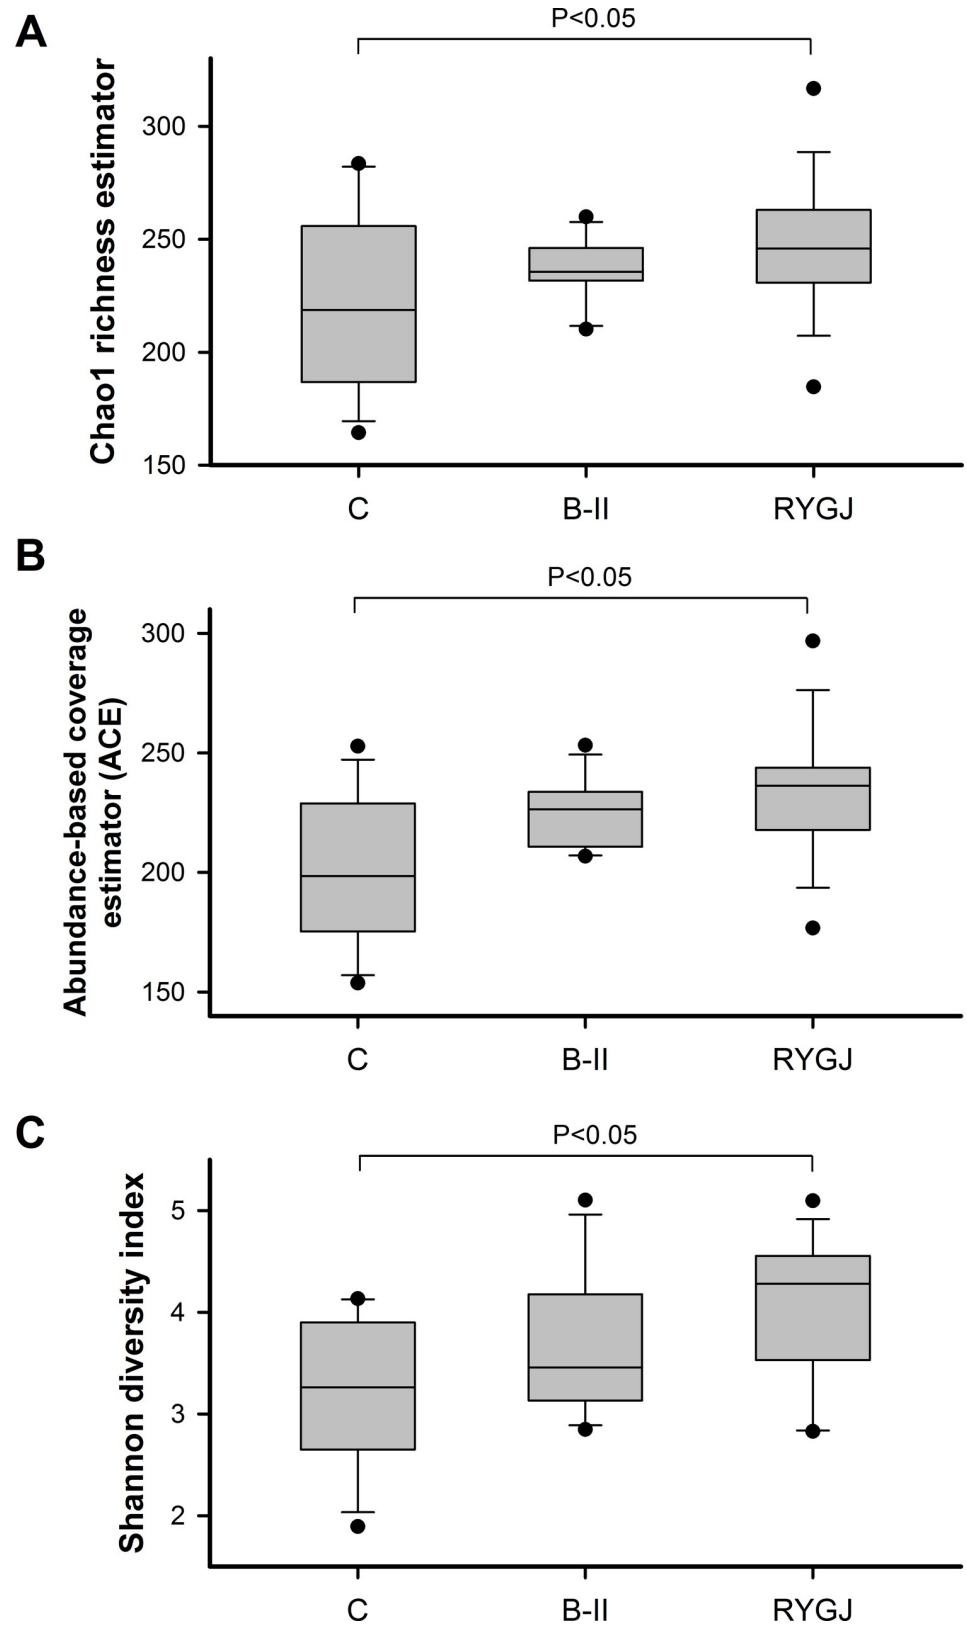 A
P<0.05
Chao1 richness estimator
300
250
200
150
C
B-II
RYGJ
B
P<0.05
Abundance-based coverage
estimator (ACE)
300
250
200
150
C
B-II
RYGJ
C
P<0.05
Shannon diversity index
5
4
3
2
C
B-II
RYGJ